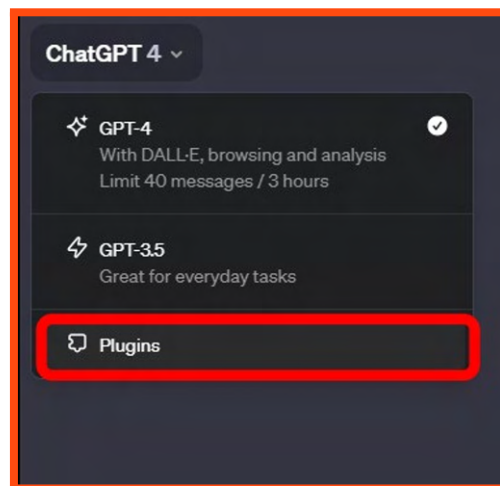 ChatGPT 4
GPT-4
With DALL·E, browsing and analysis
Limit 40 messages / 3 hours
GPT-3.5
Great for everyday tasks
Plugins